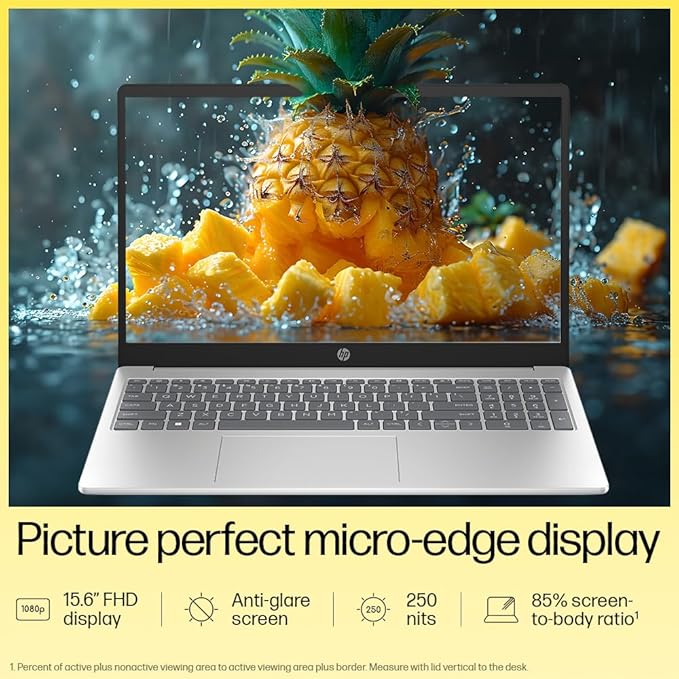 hp
Picture perfect micro-edge display
1080p
15.6" FHD
display
Anti-glare
screen
250
250
nits
85% screen-
to-body ratio¹
1. Percent of active plus nonactive viewing area to active viewing area plus border. Measure with lid vertical to the desk.